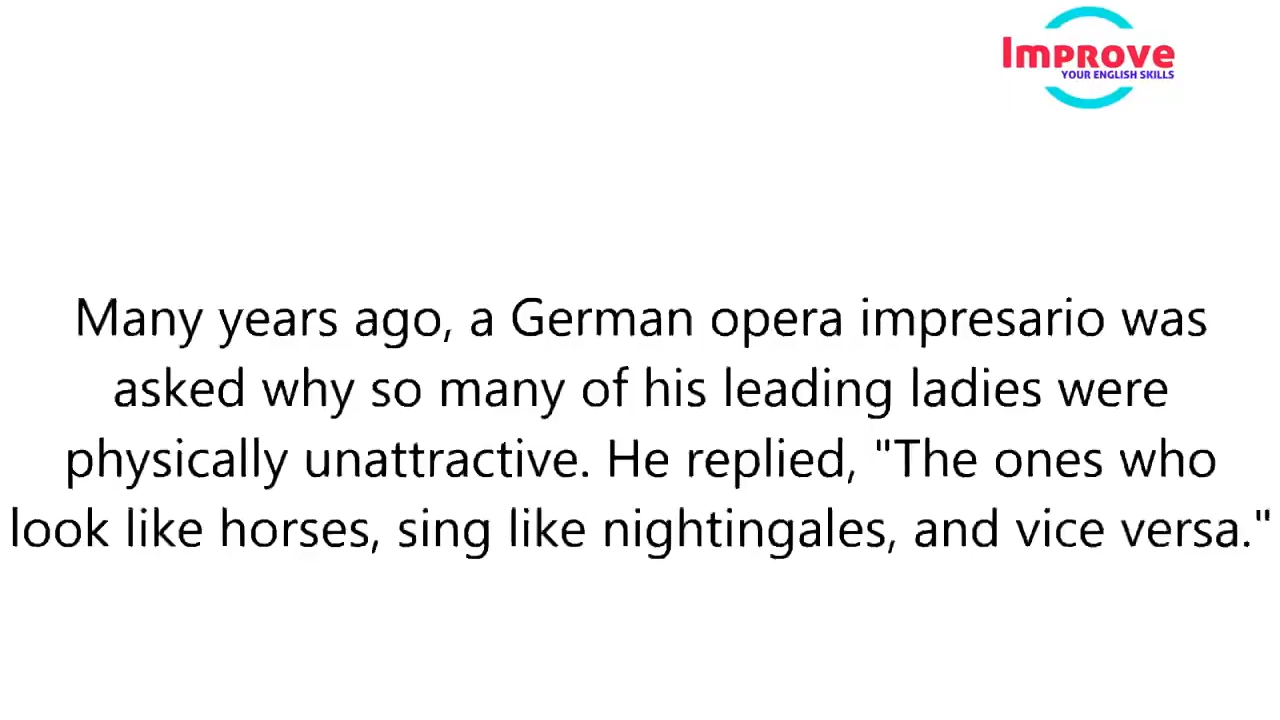 Improve
YOUR ENGLISH SKILLS
Many years ago, a German opera impresario was
asked why so many of his leading ladies were
physically unattractive. He replied, "The ones who
look like horses, sing like nightingales, and vice versa."